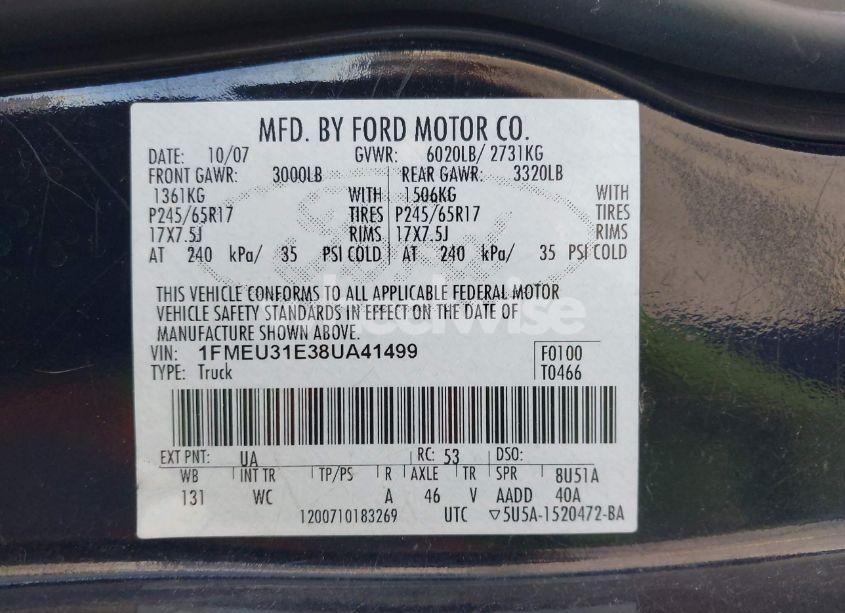 MFD. BY FORD MOTOR CO.
DATE: 10/07 GVWR: 6020LB/ 2731KG
FRONT GAWR: 3000LB REAR GAWR: 3320LB
1361KG WITH 1506KG WITH
P245/65R17 TIRES P245/65R17 TIRES
17X7.5J RIMS 17X7.5J RIMS
AT 240 kPa/ 35 PSI COLD AT 240 kPa/ 35 PSI COLD
THIS VEHICLE CONFORMS TO ALL APPLICABLE FEDERAL MOTOR
VEHICLE SAFETY STANDARDS IN EFFECT ON THE DATE OF
MANUFACTURE SHOWN ABOVE.
VIN: 1FMEU31E38UA41499 F0100
TYPE: Truck T0466
EXT PNT: UA RC: 53 DSO:
WB INT TR TP/PS R AXLE TR SPR 8U51A
131 WC A 46 V AADD 40A
1200710183269 UTC ▽5U5A-1520472-BA